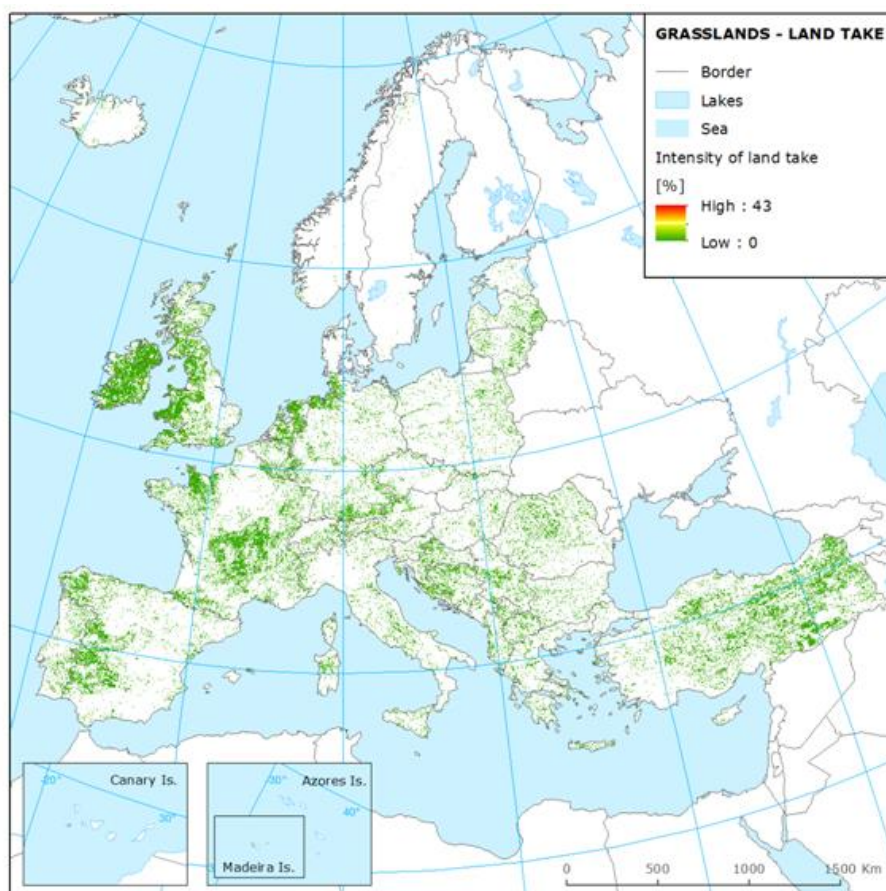 GRASSLANDS - LAND TAKE
Border
Lakes
Sea
Intensity of land take
[%]
High : 43
Low : 0
Canary Is.
-20°
30°
Azores Is.
-30°
40°
Madeira Is.
0 500 1000 1500 Km